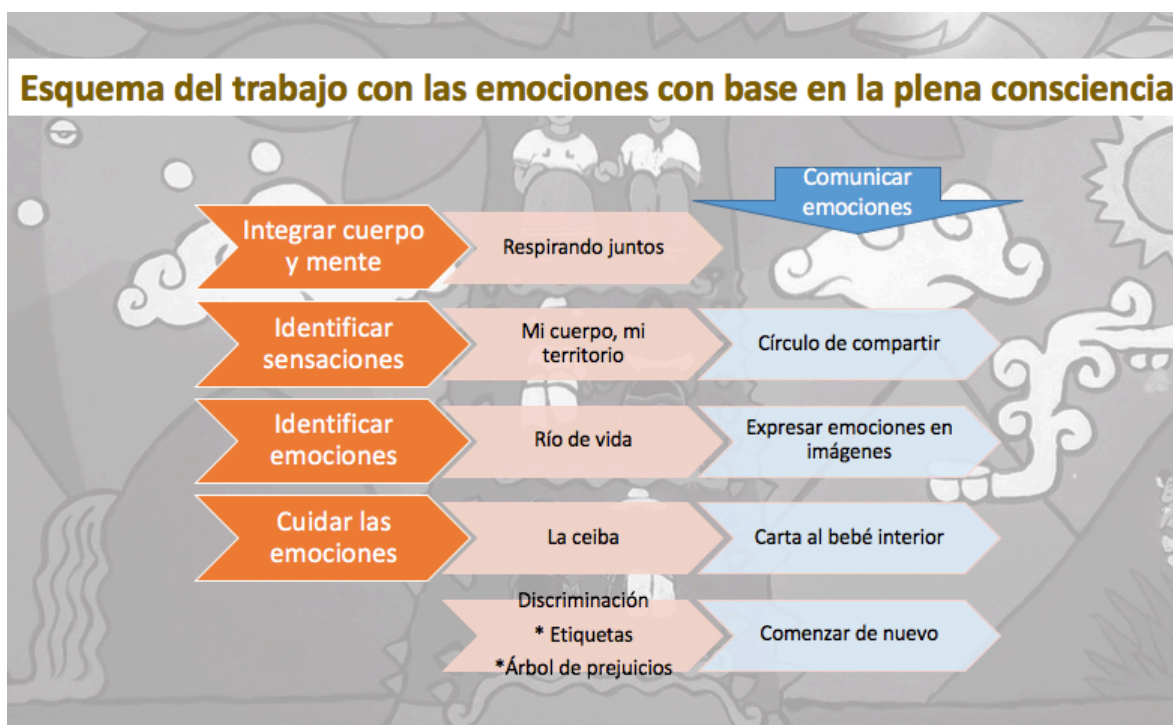 Esquema del trabajo con las emociones con base en la plena consciencia
Comunicar
emociones
Integrar cuerpo
y mente
Respirando juntos
Identificar
sensaciones
Mi cuerpo, mi
territorio
Círculo de compartir
Identificar
emociones
Río de vida
Expresar emociones en
imágenes
Cuidar las
emociones
La ceiba
Carta al bebé interior
Discriminación
* Etiquetas
*Árbol de prejuicios
Comenzar de nuevo